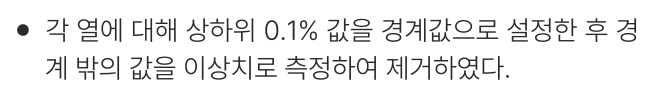 • 각 열에 대해 상하위 0.1% 값을 경계값으로 설정한 후 경
계 밖의 값을 이상치로 측정하여 제거하였다.